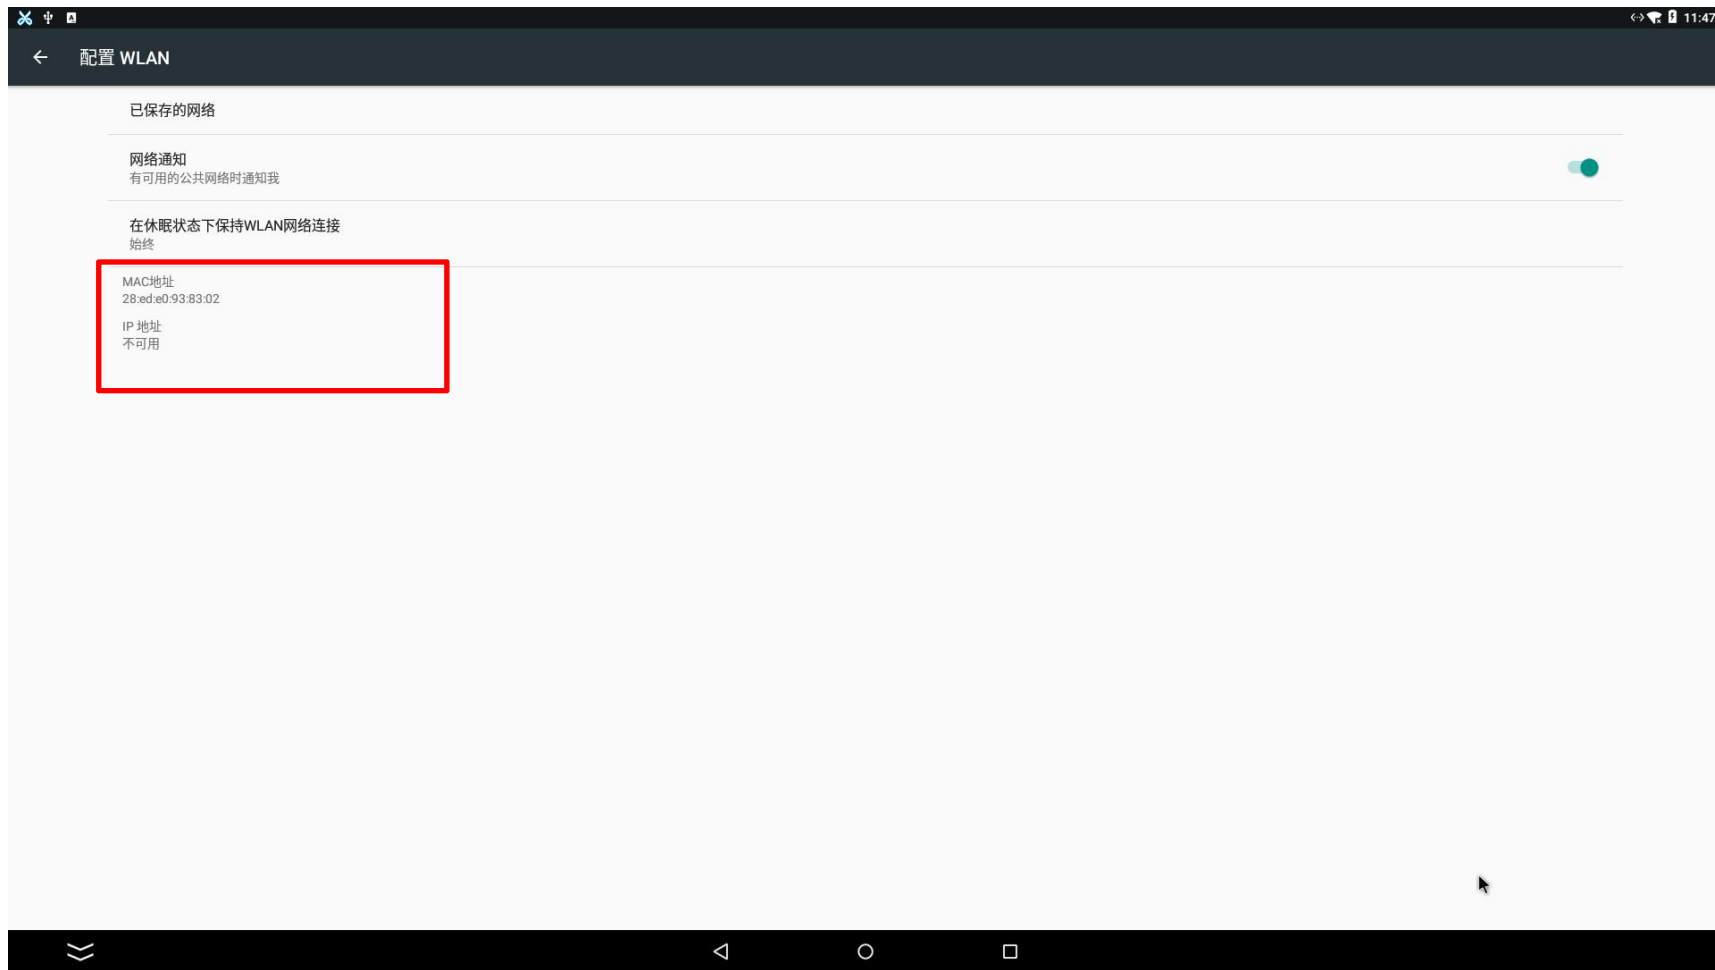 11:47
配置 WLAN
已保存的网络
网络通知
有可用的公共网络时通知我
在休眠状态下保持WLAN网络连接
始终
MAC地址
28:ed:e0:93:83:02
IP 地址
不可用